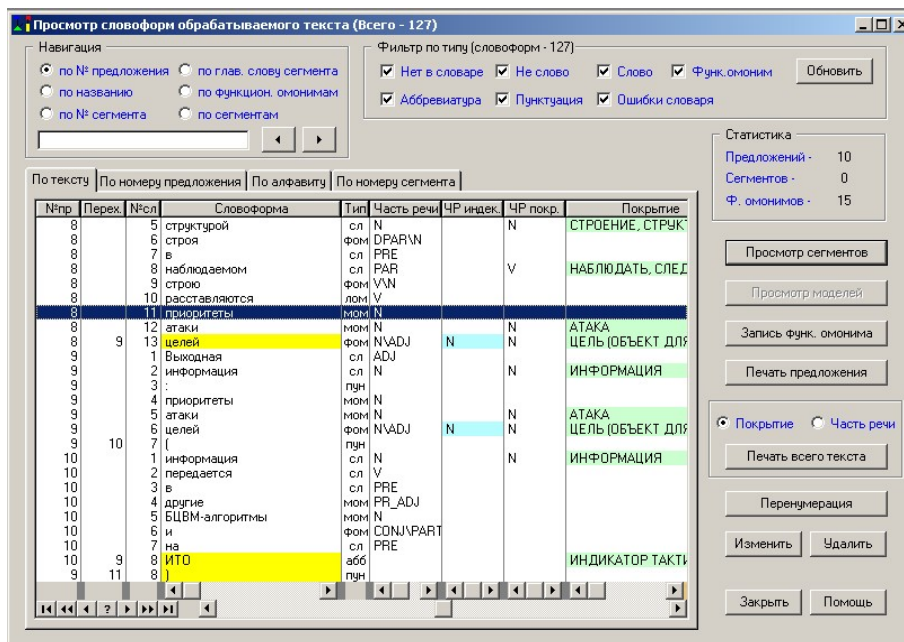 Просмотр словоформ обрабатываемого текста (Всего - 127)
Навигация
по № предложения по глав. слову сегмента
по названию по функцион. омонимам
по № сегмента по сегментам
Фильтр по типу (словоформ - 127)
Нет в словаре Не слово Слово Функ.омоним Обновить
Аббревиатура Пунктуация Ошибки словаря
Статистика
Предложений - 10
Сегментов - 0
Ф. омонимов - 15
По тексту По номеру предложения По алфавиту По номеру сегмента
№пр Перех. №сл Словоформа Тип Часть речи ЧР индек. ЧР покр. Покрытие
8 5 структурой сл N N СТРОЕНИЕ, СТРУКТ
8 6 строя фом DPAR\N
8 7 в сл PRE
8 8 наблюдаемом сл PAR V НАБЛЮДАТЬ, СЛЕД
8 9 строю фом V\N
8 10 расставляются лом V
8 11 приоритеты мом N
8 12 атаки мом N N АТАКА
8 9 13 целей фом N\ADJ N N ЦЕЛЬ (ОБЪЕКТ ДЛЯ
9 1 Выходная сл ADJ
9 2 информация сл N N ИНФОРМАЦИЯ
9 3 : пун
9 4 приоритеты мом N
9 5 атаки мом N N АТАКА
9 6 целей фом N\ADJ N N ЦЕЛЬ (ОБЪЕКТ ДЛЯ
9 10 7 ( пун
10 1 информация сл N N ИНФОРМАЦИЯ
10 2 передается сл V
10 3 в сл PRE
10 4 другие мом PR_ADJ
10 5 БЦВМ-алгоритмы мом N
10 6 и фом CONJ\PART
10 7 на сл PRE
10 9 8 ИТО абб ИНДИКАТОР ТАКТИ
9 11 8 ) пун
Просмотр сегментов
Просмотр моделей
Запись функ. омонима
Печать предложения
Покрытие Часть речи
Печать всего текста
Перенумерация
Изменить Удалить
Закрыть Помощь